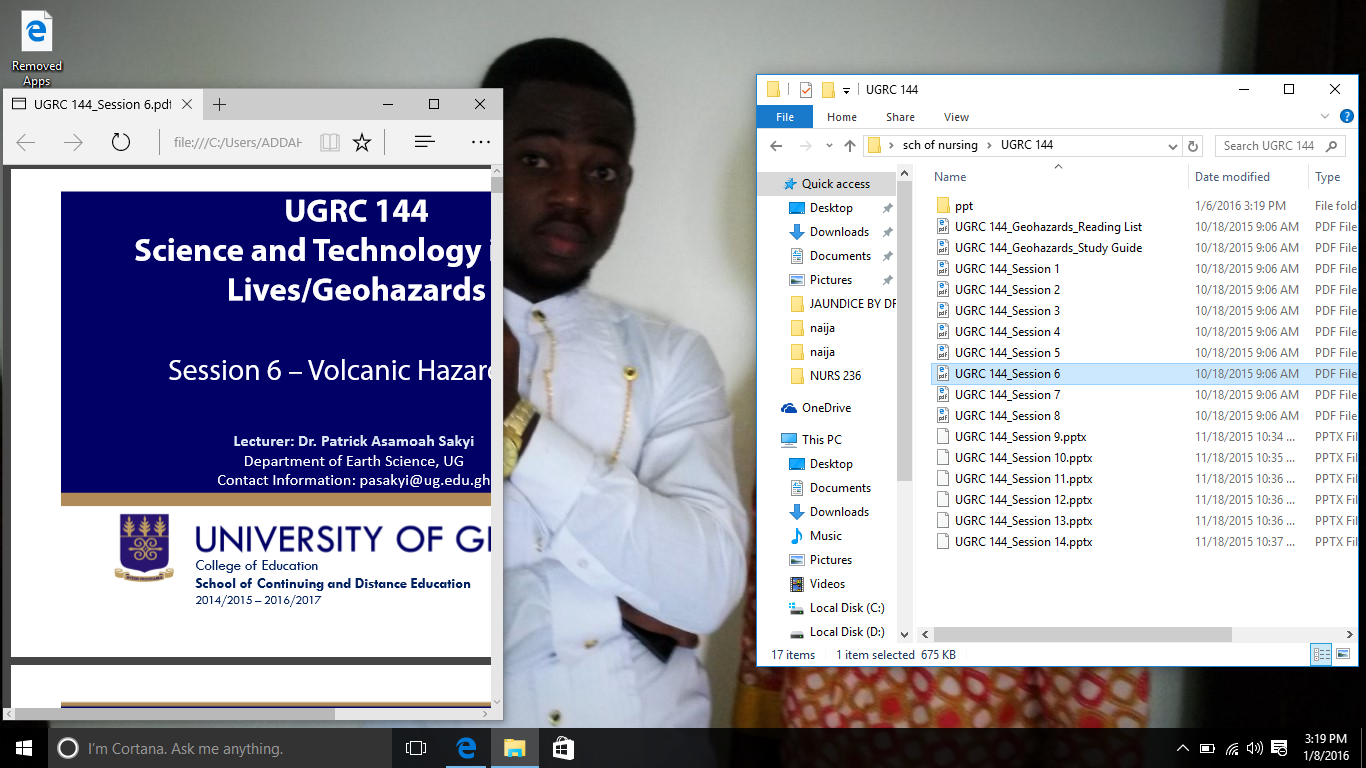 Removed
Apps
UGRC 144_Session 6.pdf
file:///C:/Users/ADDAH
UGRC 144
Science and Technology i
Lives/Geohazards
Session 6 – Volcanic Hazard
Lecturer: Dr. Patrick Asamoah Sakyi
Department of Earth Science, UG
Contact Information: pasakyi@ug.edu.gh
UNIVERSITY OF GH
College of Education
School of Continuing and Distance Education
2014/2015 – 2016/2017
UGRC 144
File Home Share View
sch of nursing UGRC 144
Search UGRC 144
Quick access
Desktop
Downloads
Documents
Pictures
JAUNDICE BY DR
naija
naija
NURS 236
OneDrive
This PC
Desktop
Documents
Downloads
Music
Pictures
Videos
Local Disk (C:)
Local Disk (D:)
Name Date modified Type
ppt 1/6/2016 3:19 PM File fold
UGRC 144_Geohazards_Reading List 10/18/2015 9:06 AM PDF File
UGRC 144_Geohazards_Study Guide 10/18/2015 9:06 AM PDF File
UGRC 144_Session 1 10/18/2015 9:06 AM PDF File
UGRC 144_Session 2 10/18/2015 9:06 AM PDF File
UGRC 144_Session 3 10/18/2015 9:06 AM PDF File
UGRC 144_Session 4 10/18/2015 9:06 AM PDF File
UGRC 144_Session 5 10/18/2015 9:06 AM PDF File
UGRC 144_Session 6 10/18/2015 9:06 AM PDF File
UGRC 144_Session 7 10/18/2015 9:06 AM PDF File
UGRC 144_Session 8 10/18/2015 9:06 AM PDF File
UGRC 144_Session 9.pptx 11/18/2015 10:34 ... PPTX Fil
UGRC 144_Session 10.pptx 11/18/2015 10:35 ... PPTX Fil
UGRC 144_Session 11.pptx 11/18/2015 10:36 ... PPTX Fil
UGRC 144_Session 12.pptx 11/18/2015 10:36 ... PPTX Fil
UGRC 144_Session 13.pptx 11/18/2015 10:36 ... PPTX Fil
UGRC 144_Session 14.pptx 11/18/2015 10:37 ... PPTX Fil
17 items 1 item selected 675 KB
I'm Cortana. Ask me anything.
3:19 PM
1/8/2016